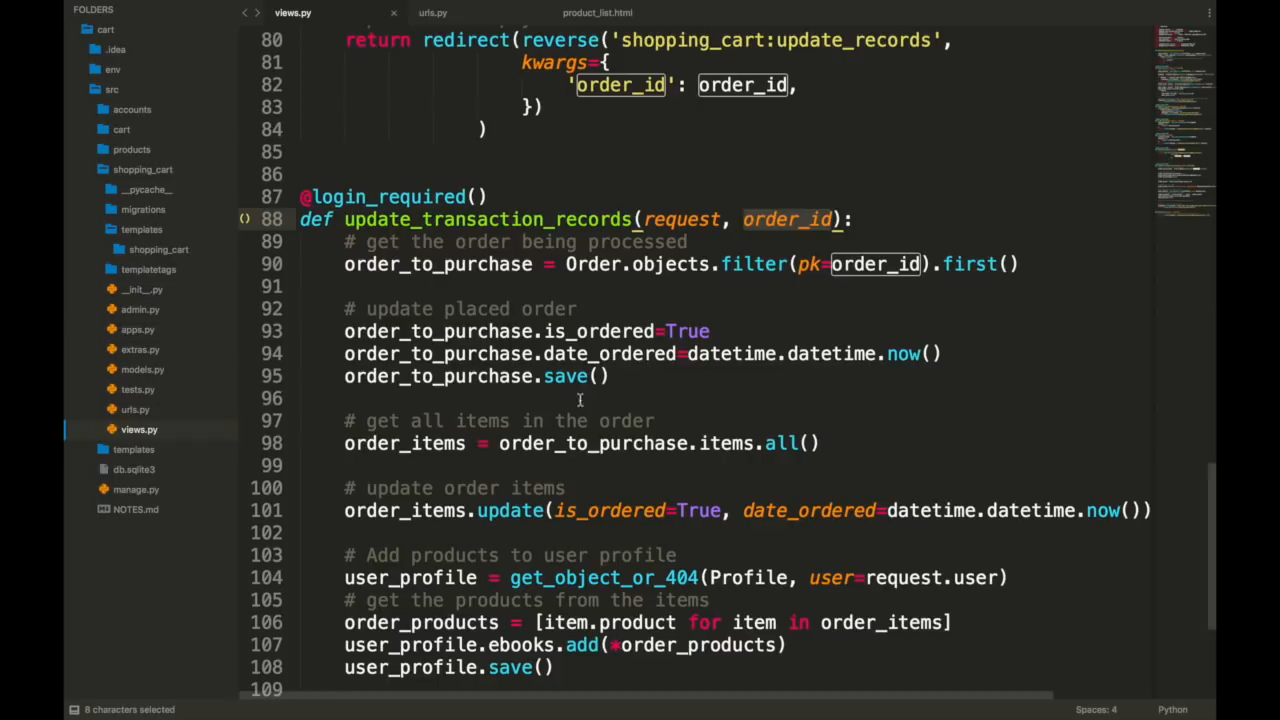 FOLDERS
cart
.idea
env
src
accounts
cart
products
shopping_cart
__pycache__
migrations
templates
shopping_cart
templatetags
__init__.py
admin.py
apps.py
extras.py
models.py
tests.py
urls.py
views.py
templates
db.sqlite3
manage.py
NOTES.md
views.py × urls.py product_list.html
80 return redirect(reverse('shopping_cart:update_records',
81 kwargs={
82 'order_id': order_id,
83 })
84 )
85
86
87 @login_required()
88 def update_transaction_records(request, order_id):
89 # get the order being processed
90 order_to_purchase = Order.objects.filter(pk=order_id).first()
91
92 # update placed order
93 order_to_purchase.is_ordered=True
94 order_to_purchase.date_ordered=datetime.datetime.now()
95 order_to_purchase.save()
96
97 # get all items in the order
98 order_items = order_to_purchase.items.all()
99
100 # update order items
101 order_items.update(is_ordered=True, date_ordered=datetime.datetime.now())
102
103 # Add products to user profile
104 user_profile = get_object_or_404(Profile, user=request.user)
105 # get the products from the items
106 order_products = [item.product for item in order_items]
107 user_profile.ebooks.add(*order_products)
108 user_profile.save()
109
8 characters selected
Spaces: 4 Python